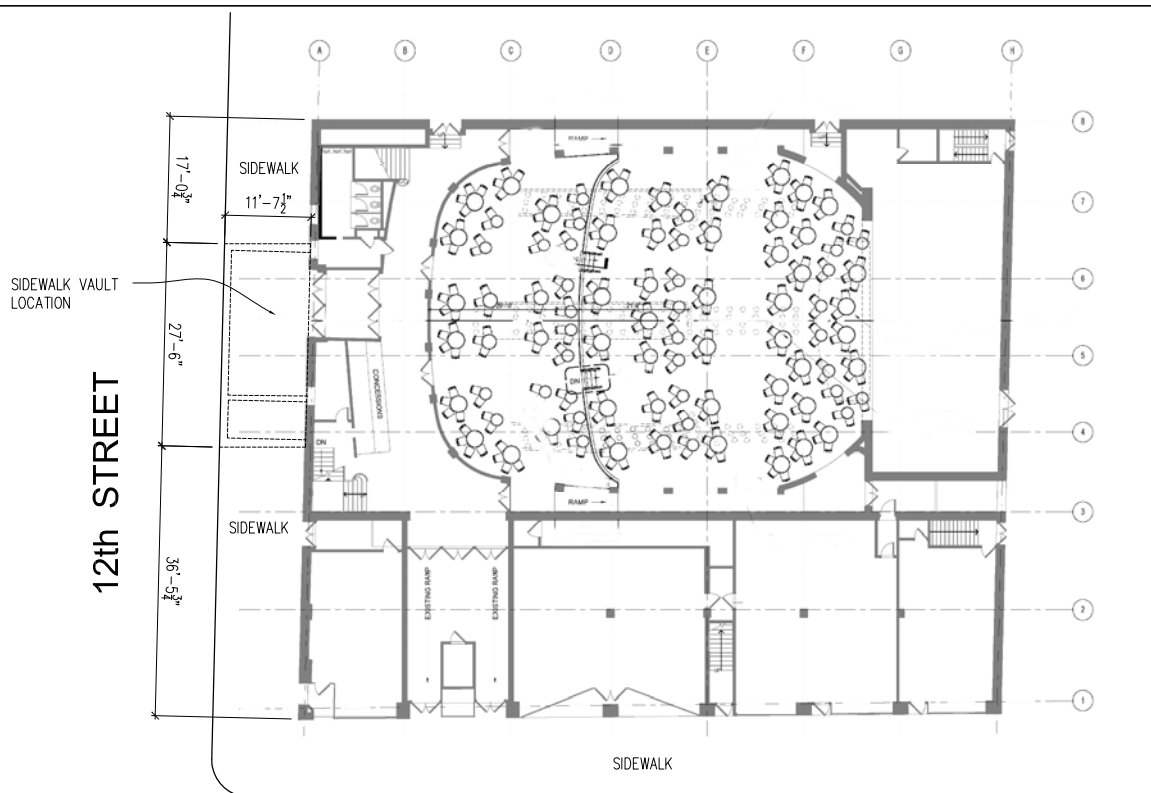 A B C D E F G H
8
RAMP
17'-0¾"
SIDEWALK
11'-7½"
7
SIDEWALK VAULT
LOCATION
6
27'-6"
5
CONCESSIONS
DN
12th STREET
4
DN
RAMP
3
SIDEWALK
EXISTING RAMP
EXISTING RAMP
36'-5¾"
2
1
SIDEWALK